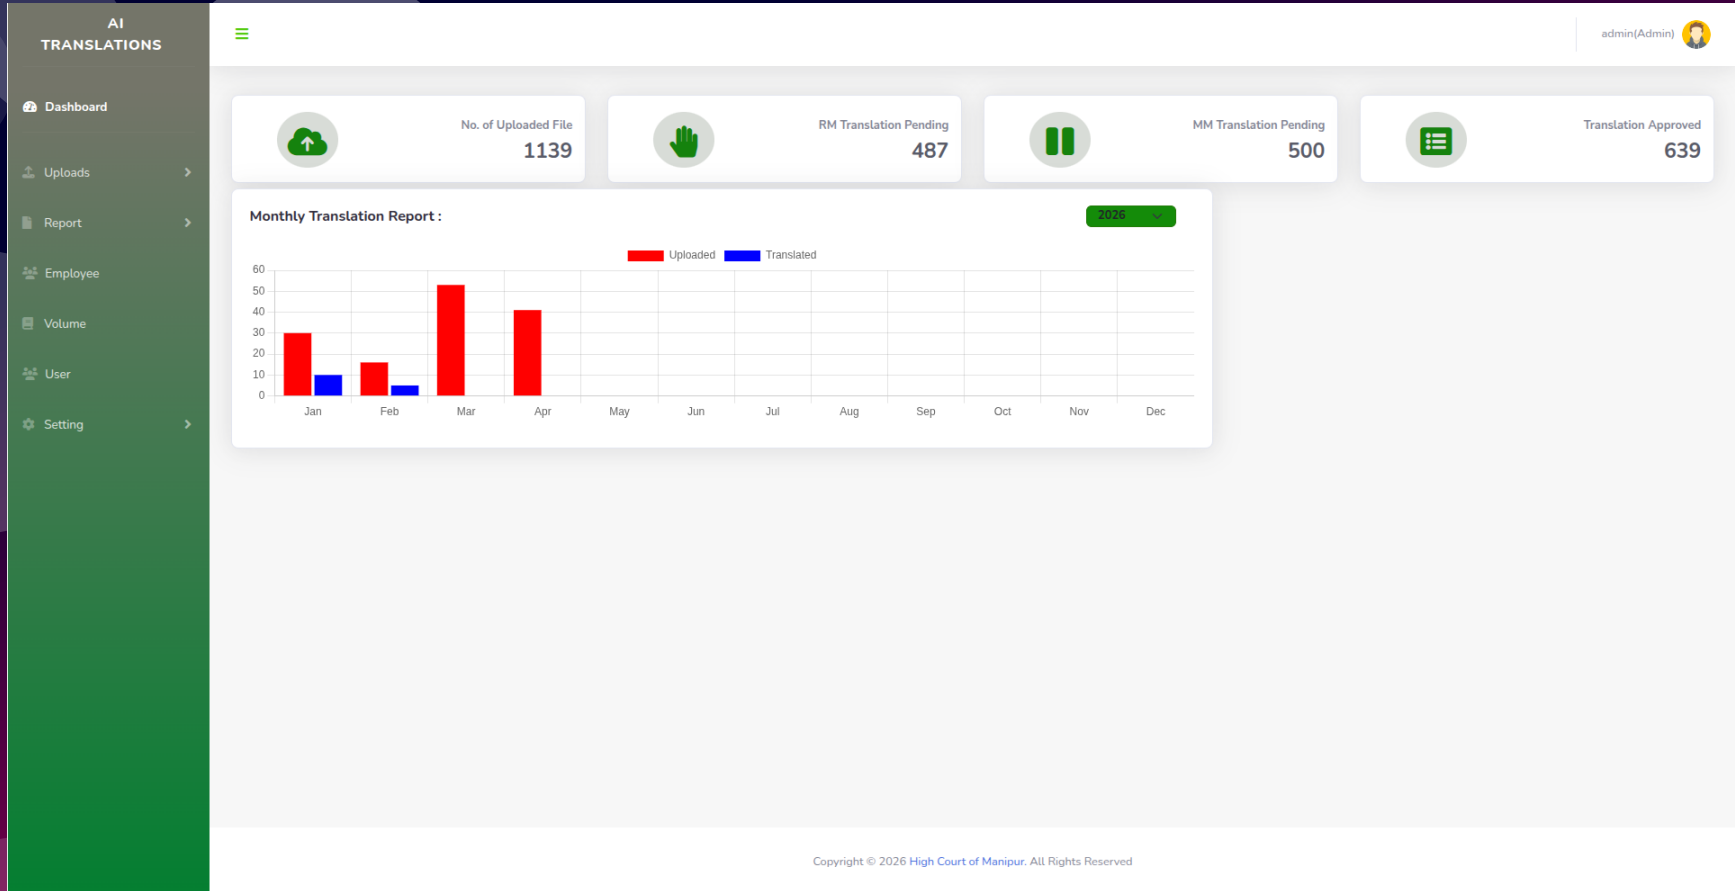 AI
TRANSLATIONS
admin(Admin)
Dashboard
Uploads
Report
Employee
Volume
User
Setting
No. of Uploaded File
1139
RM Translation Pending
487
MM Translation Pending
500
Translation Approved
639
Monthly Translation Report :
2026
Uploaded Translated
60
50
40
30
20
10
0
Jan Feb Mar Apr May Jun Jul Aug Sep Oct Nov Dec
Copyright © 2026 High Court of Manipur. All Rights Reserved